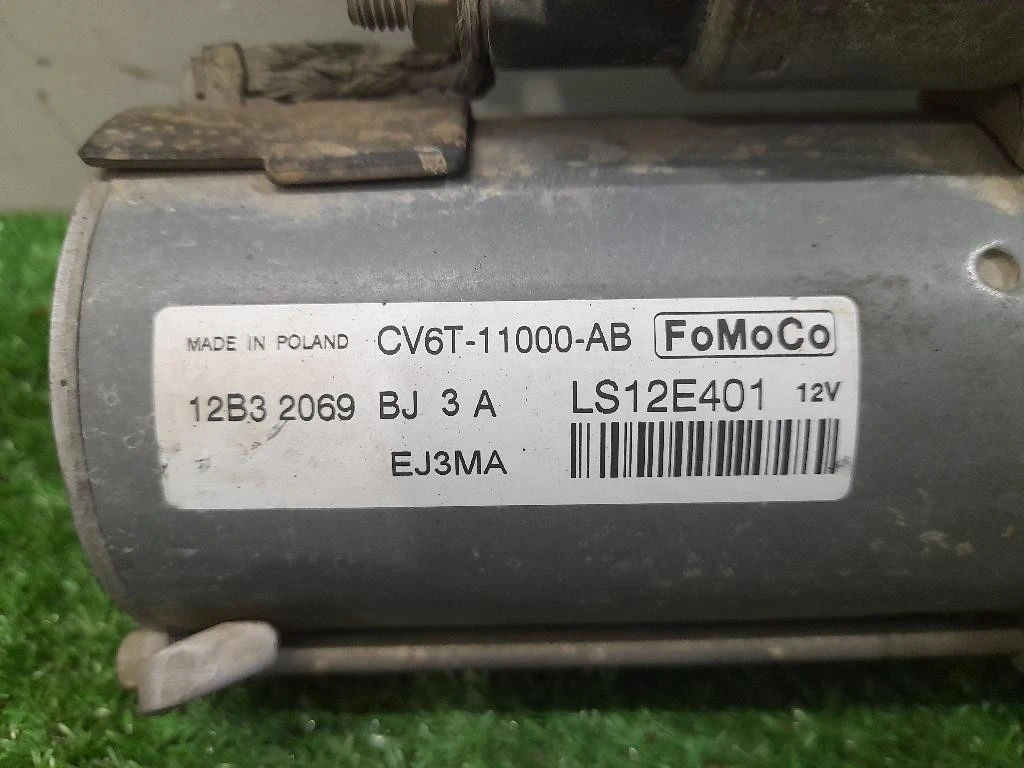 MADE IN POLAND CV6T-11000-AB FoMoCo
12B3 2069 BJ 3 A LS12E401 12V
EJ3MA